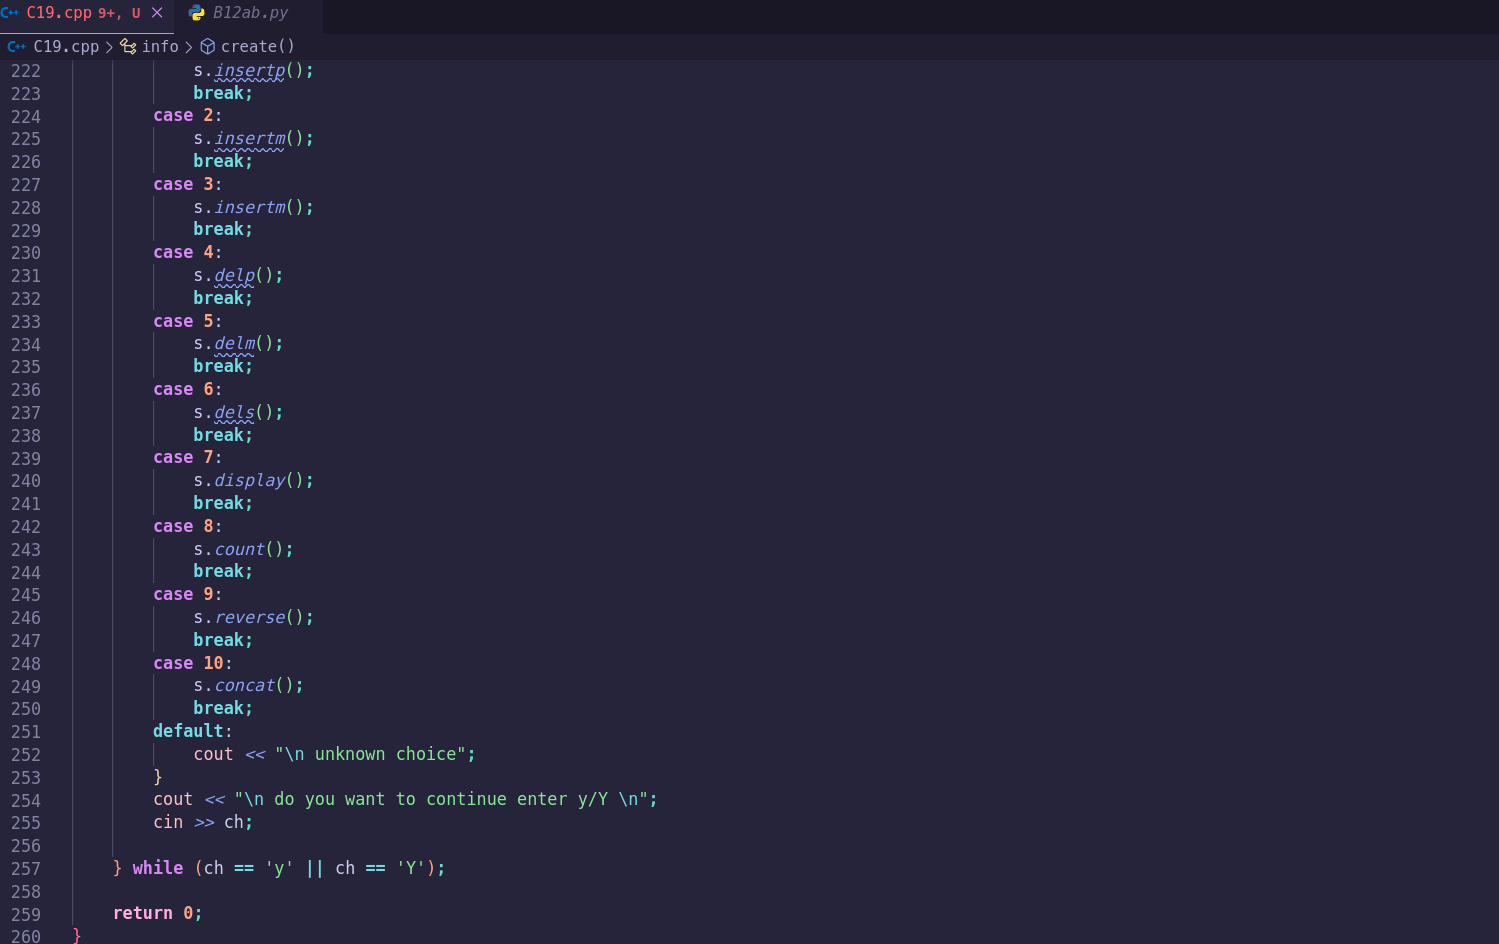 C19.cpp 9+, U B12ab.py
C19.cpp > info > create()
222 s.insertp();
223 break;
224 case 2:
225 s.insertm();
226 break;
227 case 3:
228 s.insertm();
229 break;
230 case 4:
231 s.delp();
232 break;
233 case 5:
234 s.delm();
235 break;
236 case 6:
237 s.dels();
238 break;
239 case 7:
240 s.display();
241 break;
242 case 8:
243 s.count();
244 break;
245 case 9:
246 s.reverse();
247 break;
248 case 10:
249 s.concat();
250 break;
251 default:
252 cout << "\n unknown choice";
253 }
254 cout << "\n do you want to continue enter y/Y \n";
255 cin >> ch;
256
257 } while (ch == 'y' || ch == 'Y');
258
259 return 0;
260 }